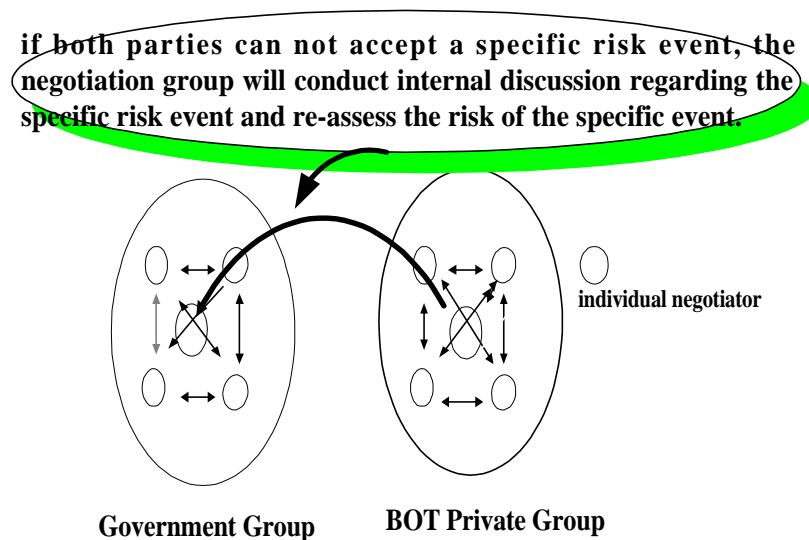 if both parties can not accept a specific risk event, the
negotiation group will conduct internal discussion regarding the
specific risk event and re-assess the risk of the specific event.
individual negotiator
Government Group
BOT Private Group